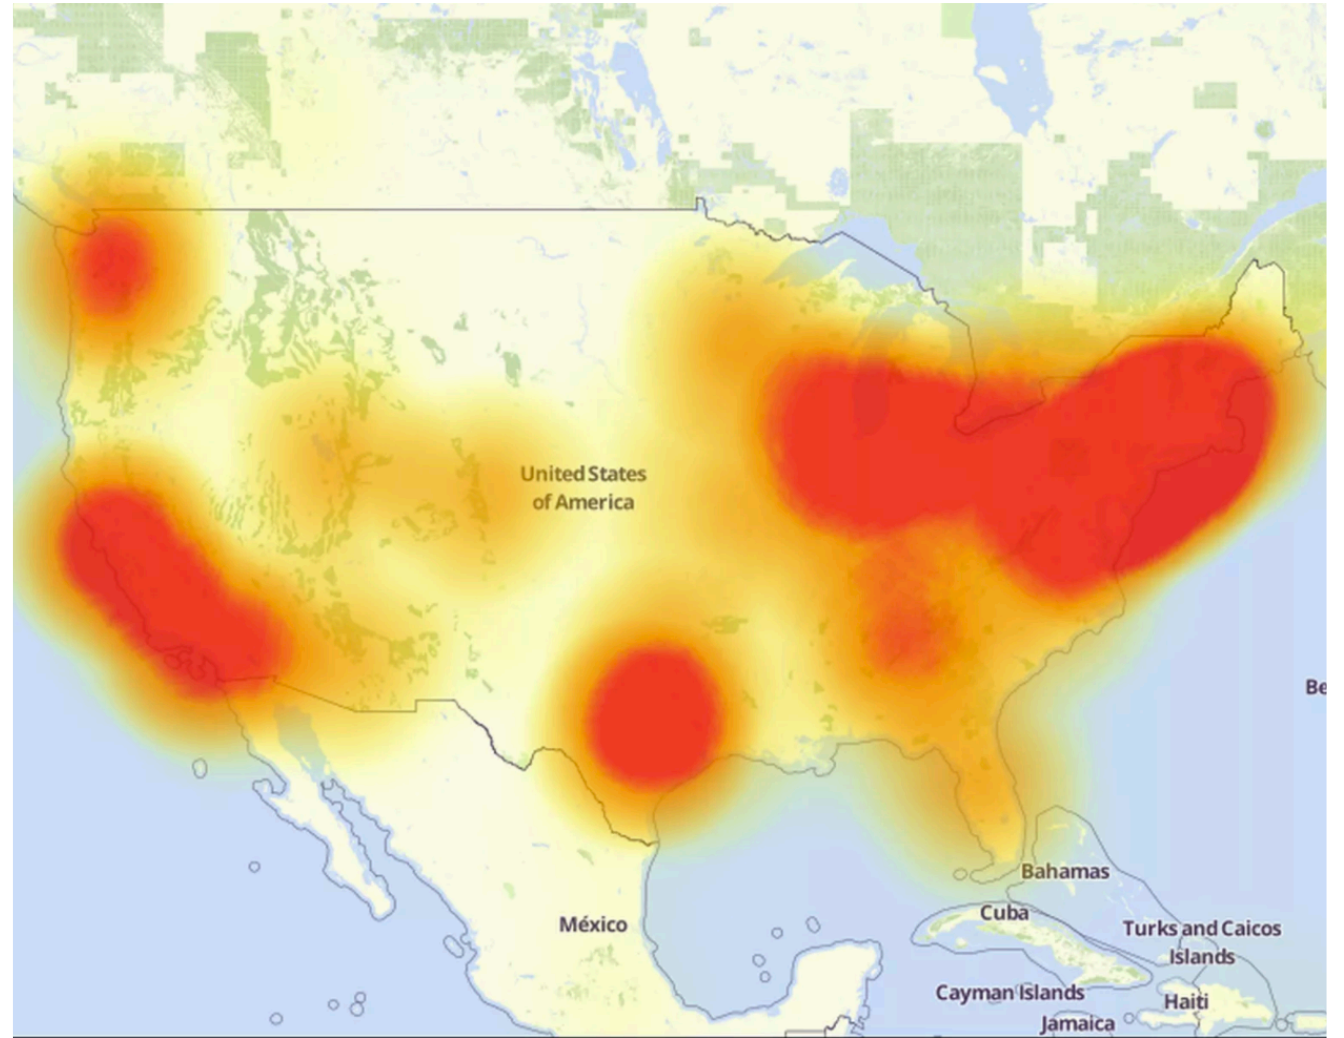 United States
of America
Be
Bahamas
México
Cuba
Turks and Caicos
Islands
Cayman Islands
Haiti
Jamaica